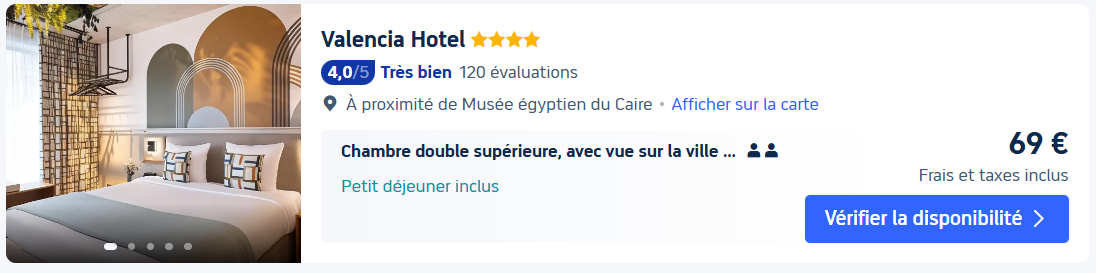 Valencia Hotel
4,0/5 Très bien 120 évaluations
À proximité de Musée égyptien du Caire • Afficher sur la carte
Chambre double supérieure, avec vue sur la ville ...
Petit déjeuner inclus
69 €
Frais et taxes inclus
Vérifier la disponibilité